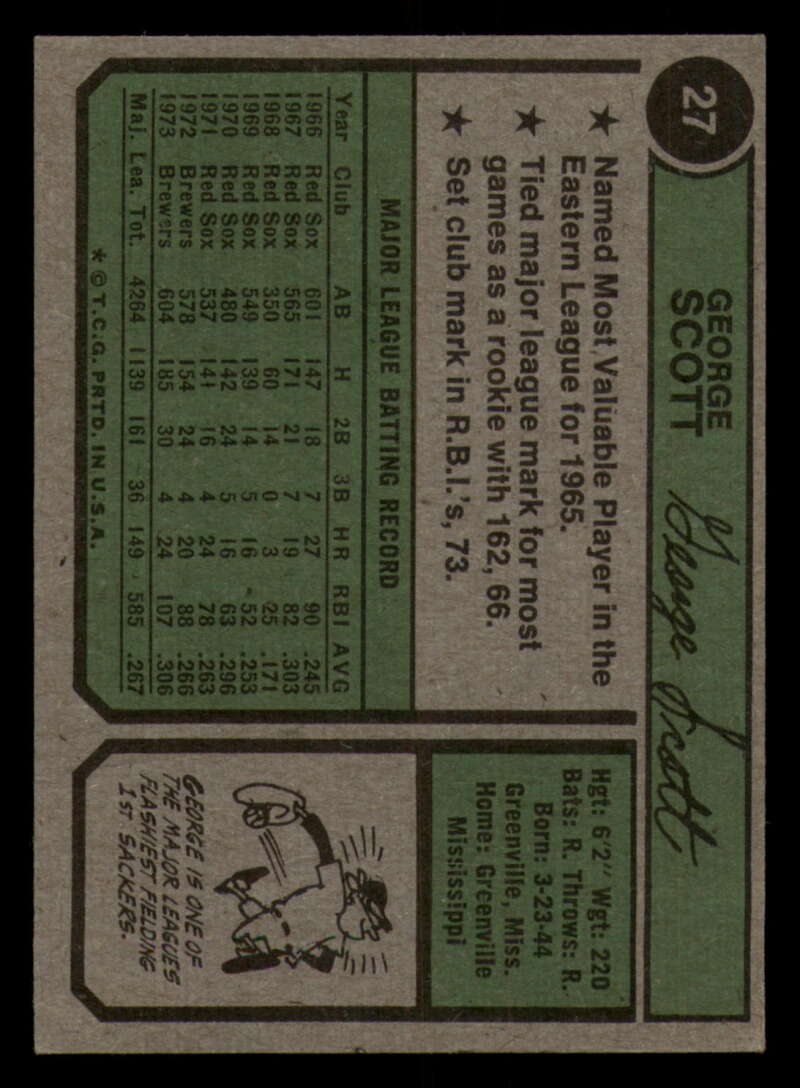 27
GEORGE
SCOTT
George Scott
★ Named Most Valuable Player in the
Eastern League for 1965.
★ Tied major league mark for most
games as a rookie with 162, 66.
★ Set club mark in R.B.I.'s, 73.
MAJOR LEAGUE BATTING RECORD
Year Club AB H 2B 3B HR RBI AVG
1966 Red Sox 601 147 18 7 27 90 .245
1967 Red Sox 565 171 21 7 19 82 .303
1968 Red Sox 350 60 14 0 3 25 .171
1969 Red Sox 549 139 14 5 16 52 .253
1970 Red Sox 480 142 24 5 16 63 .296
1971 Red Sox 537 141 16 4 24 78 .263
1972 Brewers 578 154 24 4 20 88 .266
1973 Brewers 604 185 30 4 24 107 .306
Maj. Lea. Tot. 4284 1139 161 36 149 585 .267
* © T.C.G. PRTD. IN U.S.A.
Hgt: 6'2" Wgt: 220
Bats: R. Throws: R.
Born: 3-23-44
Greenville, Miss.
Home: Greenville
Mississippi
GEORGE IS ONE OF
THE MAJOR LEAGUES
FLASHIEST FIELDING
1ST SACKERS.